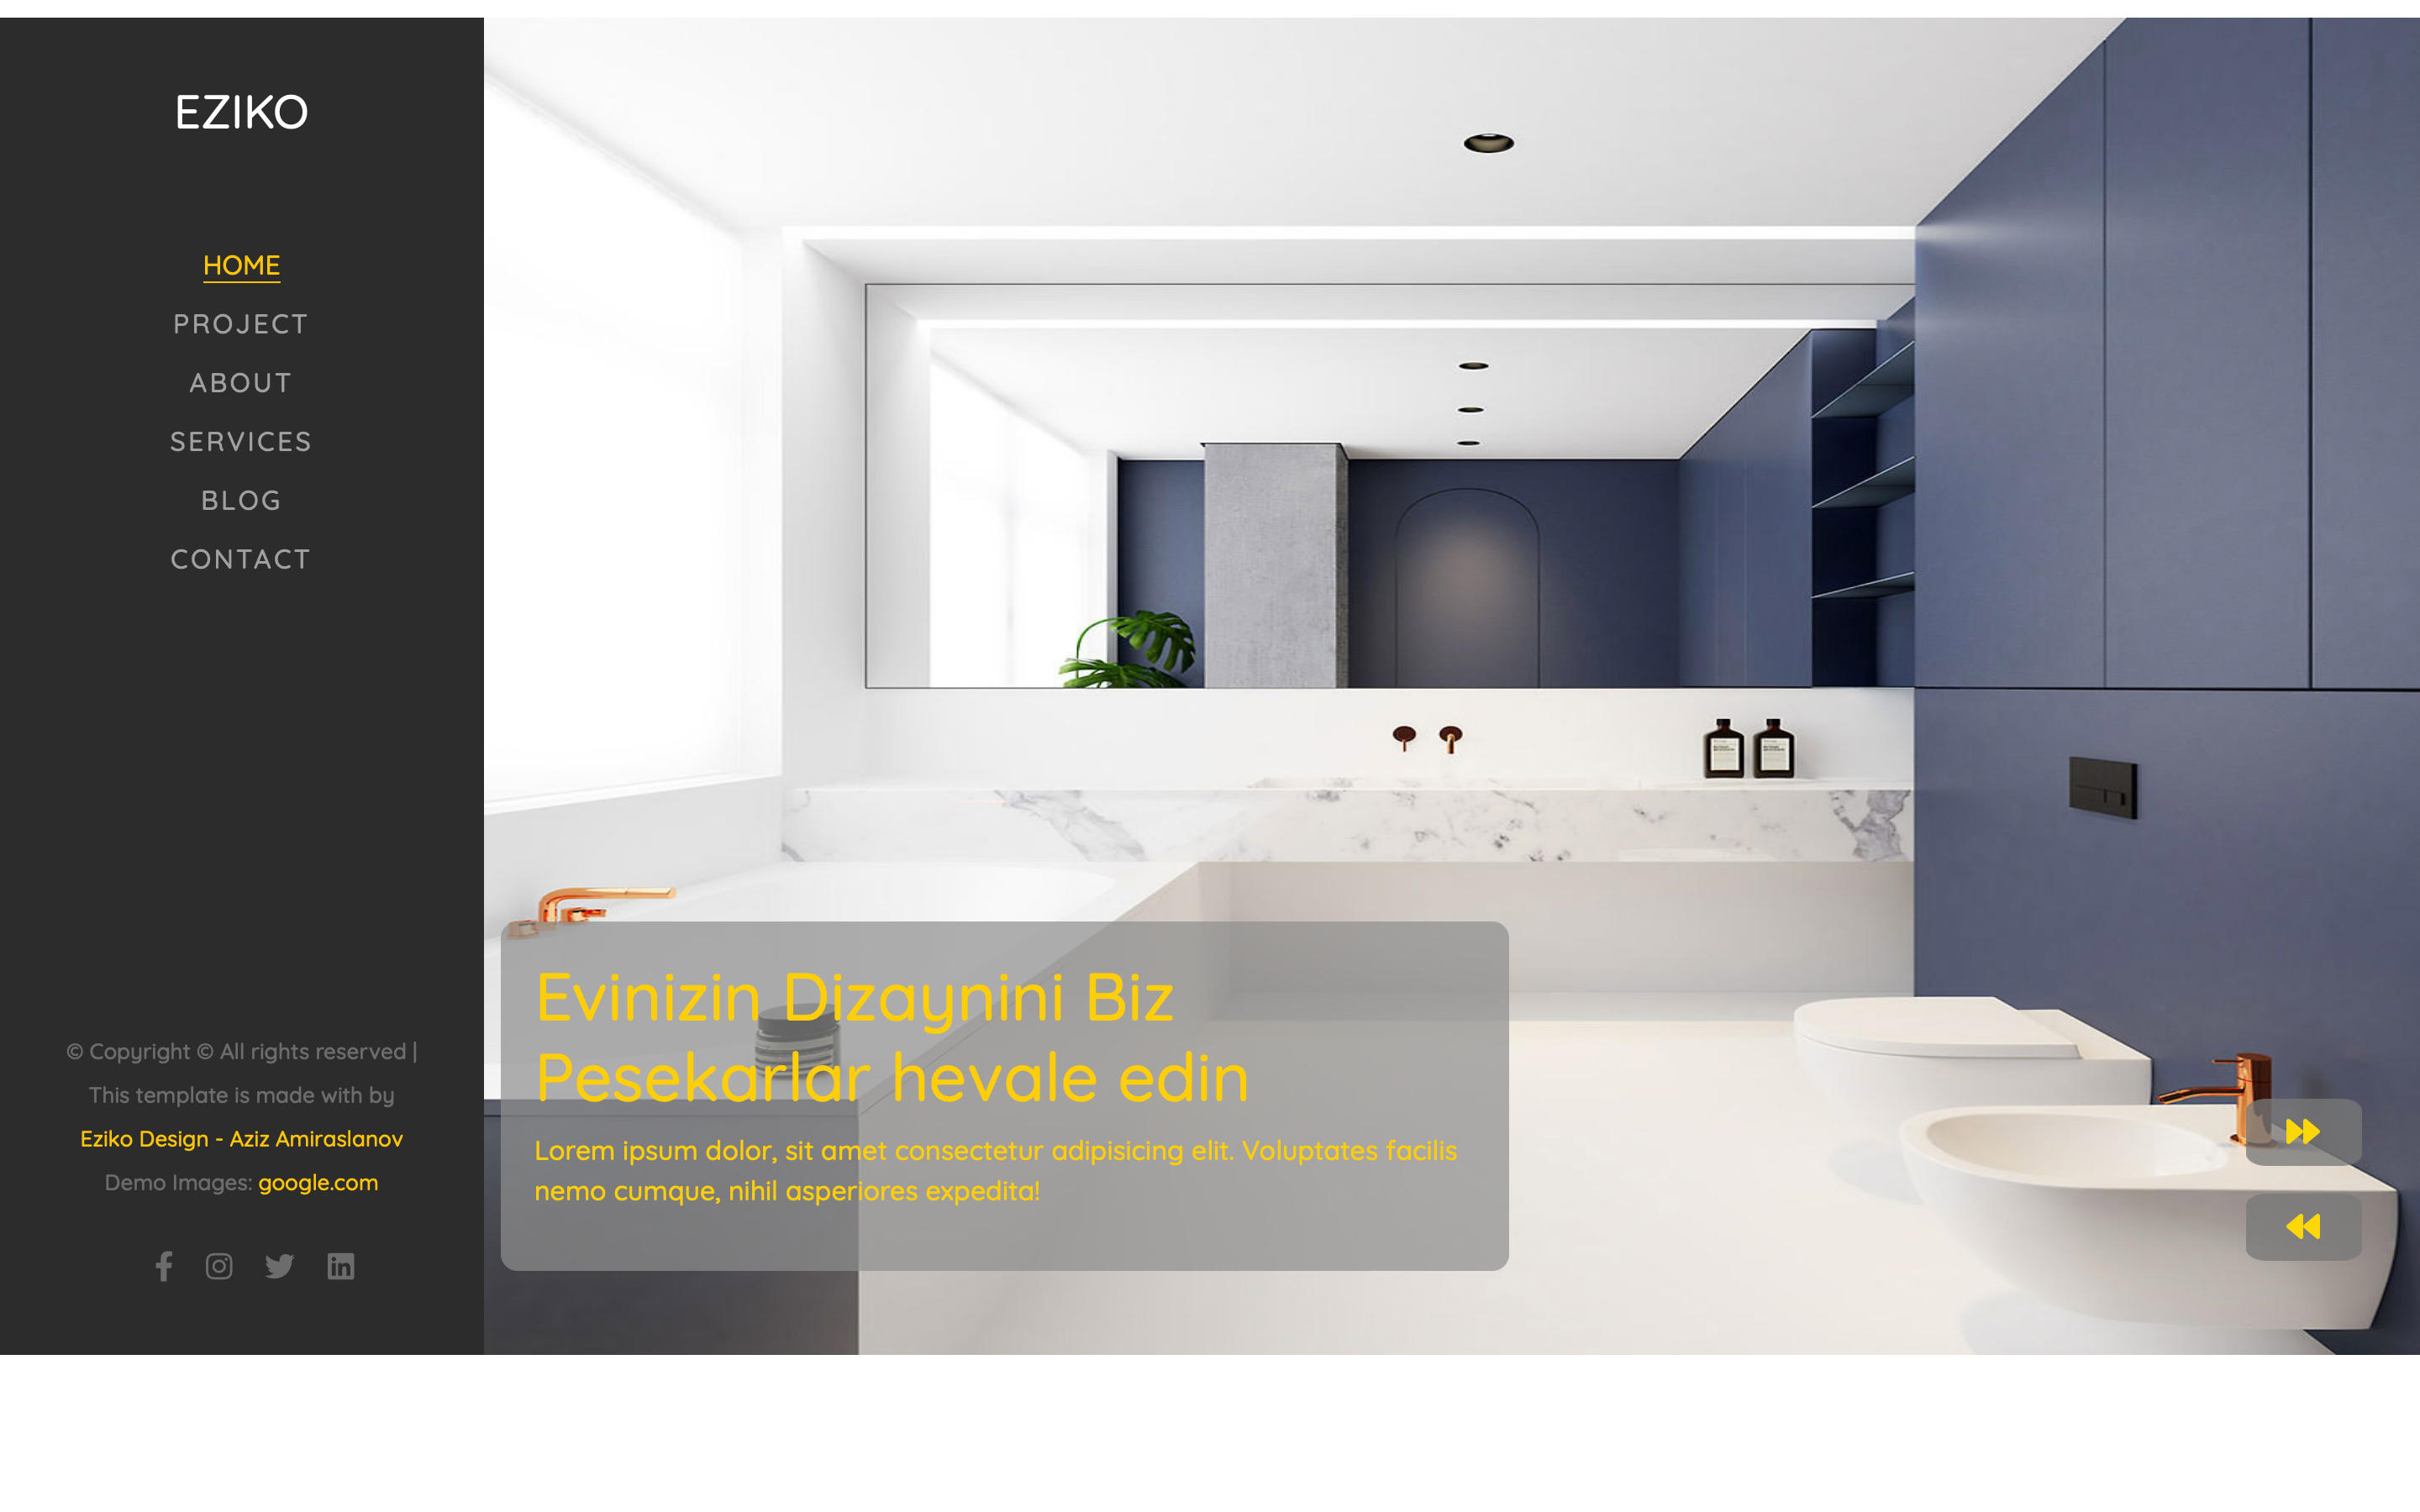 EZIKO
HOME
PROJECT
ABOUT
SERVICES
BLOG
CONTACT
© Copyright © All rights reserved |
This template is made with by
Eziko Design - Aziz Amiraslanov
Demo Images: google.com
Evinizin Dizaynini Biz
Pesekarlar hevale edin
Lorem ipsum dolor, sit amet consectetur adipisicing elit. Voluptates facilis
nemo cumque, nihil asperiores expedita!